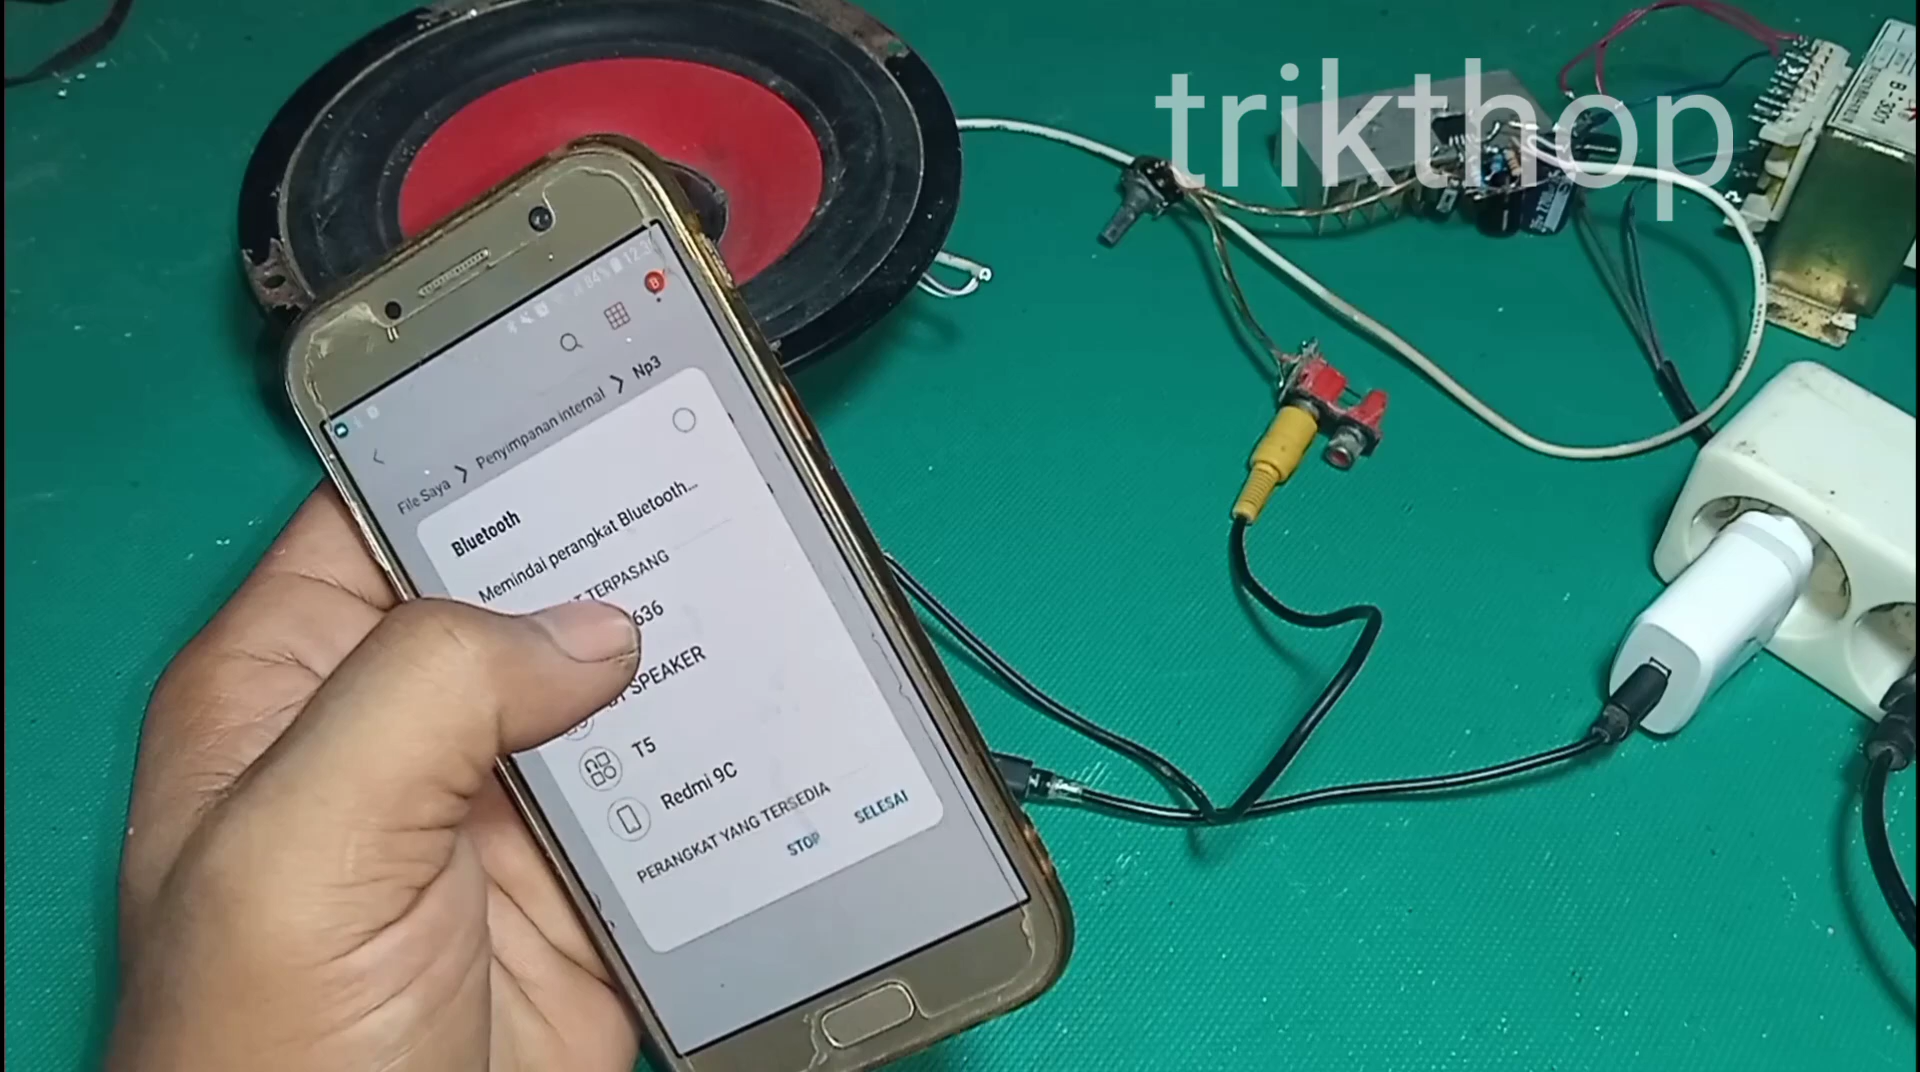 trikthop
84%
Np3
File Saya
Penyimpanan internal
Bluetooth
Memindai perangkat Bluetooth...
TERPASANG
636
SPEAKER
T5
Redmi 9C
PERANGKAT YANG TERSEDIA
STOP
SELESAI